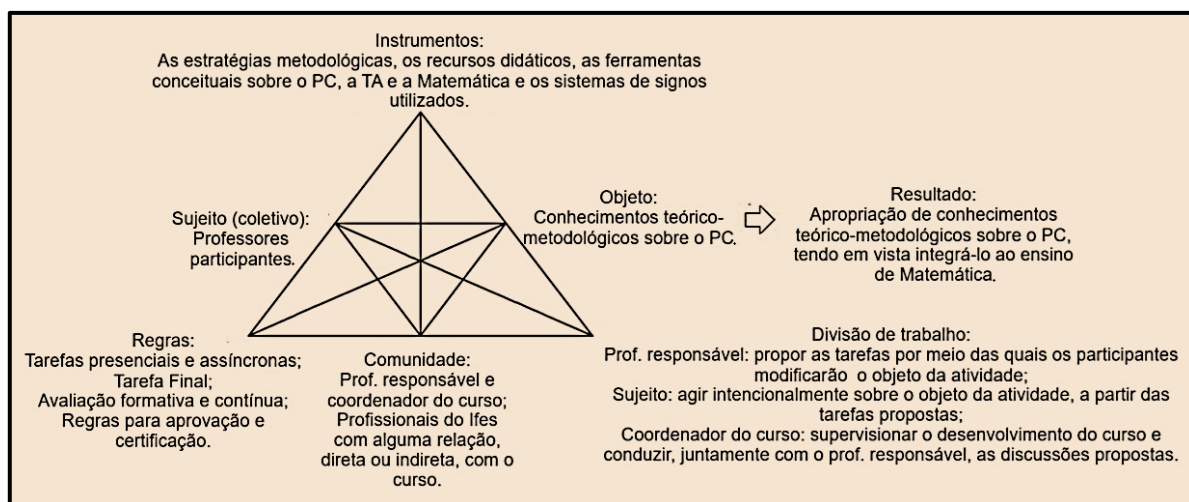 Instrumentos:
As estratégias metodológicas, os recursos didáticos, as ferramentas
conceituais sobre o PC, a TA e a Matemática e os sistemas de signos
utilizados.
Sujeito (coletivo):
Professores
participantes.
Objeto:
Conhecimentos teórico-
metodológicos sobre o PC.
Resultado:
Apropriação de conhecimentos
teórico-metodológicos sobre o PC,
tendo em vista integrá-lo ao ensino
de Matemática.
Regras:
Tarefas presenciais e assíncronas;
Tarefa Final;
Avaliação formativa e contínua;
Regras para aprovação e
certificação.
Comunidade:
Prof. responsável e
coordenador do curso;
Profissionais do Ifes
com alguma relação,
direta ou indireta, com o
curso.
Divisão de trabalho:
Prof. responsável: propor as tarefas por meio das quais os participantes
modificarão o objeto da atividade;
Sujeito: agir intencionalmente sobre o objeto da atividade, a partir das
tarefas propostas;
Coordenador do curso: supervisionar o desenvolvimento do curso e
conduzir, juntamente com o prof. responsável, as discussões propostas.